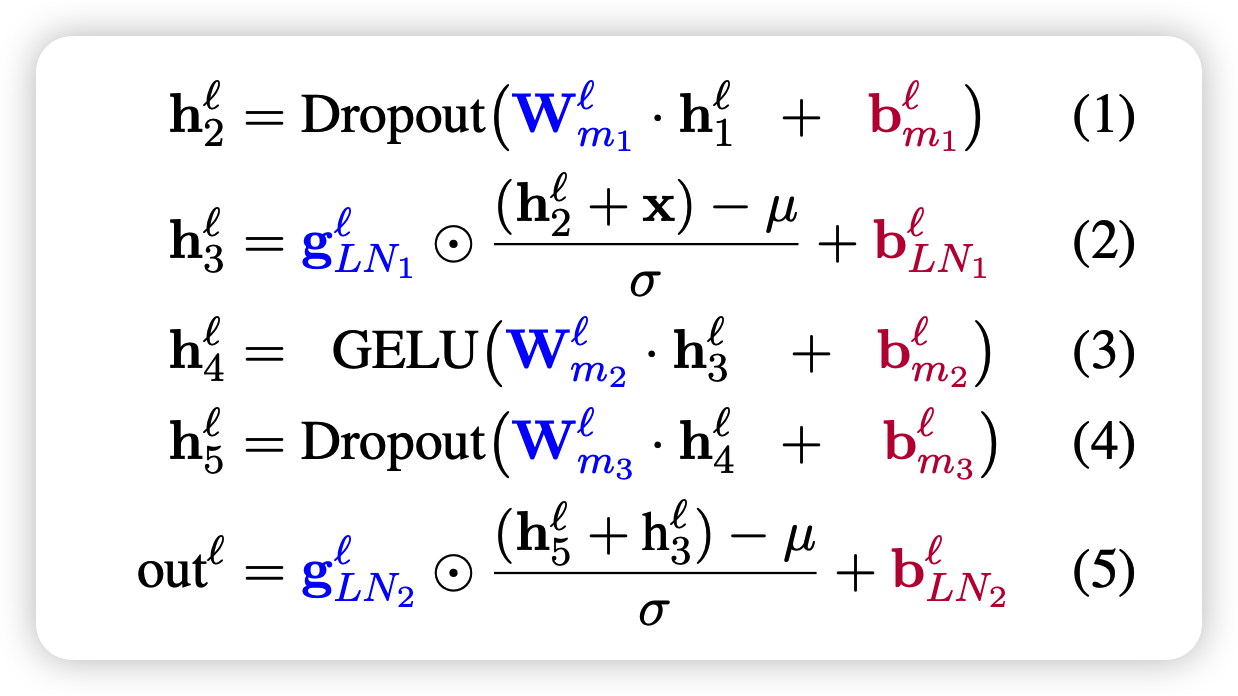 h₂^ℓ = Dropout(W_{m₁}^ℓ · h₁^ℓ + b_{m₁}^ℓ) (1)
h₃^ℓ = g_{LN₁}^ℓ ⊙ \frac{(h₂^ℓ + x) − μ}{σ} + b_{LN₁}^ℓ (2)
h₄^ℓ = GELU(W_{m₂}^ℓ · h₃^ℓ + b_{m₂}^ℓ) (3)
h₅^ℓ = Dropout(W_{m₃}^ℓ · h₄^ℓ + b_{m₃}^ℓ) (4)
out^ℓ = g_{LN₂}^ℓ ⊙ \frac{(h₅^ℓ + h₃^ℓ) − μ}{σ} + b_{LN₂}^ℓ (5)